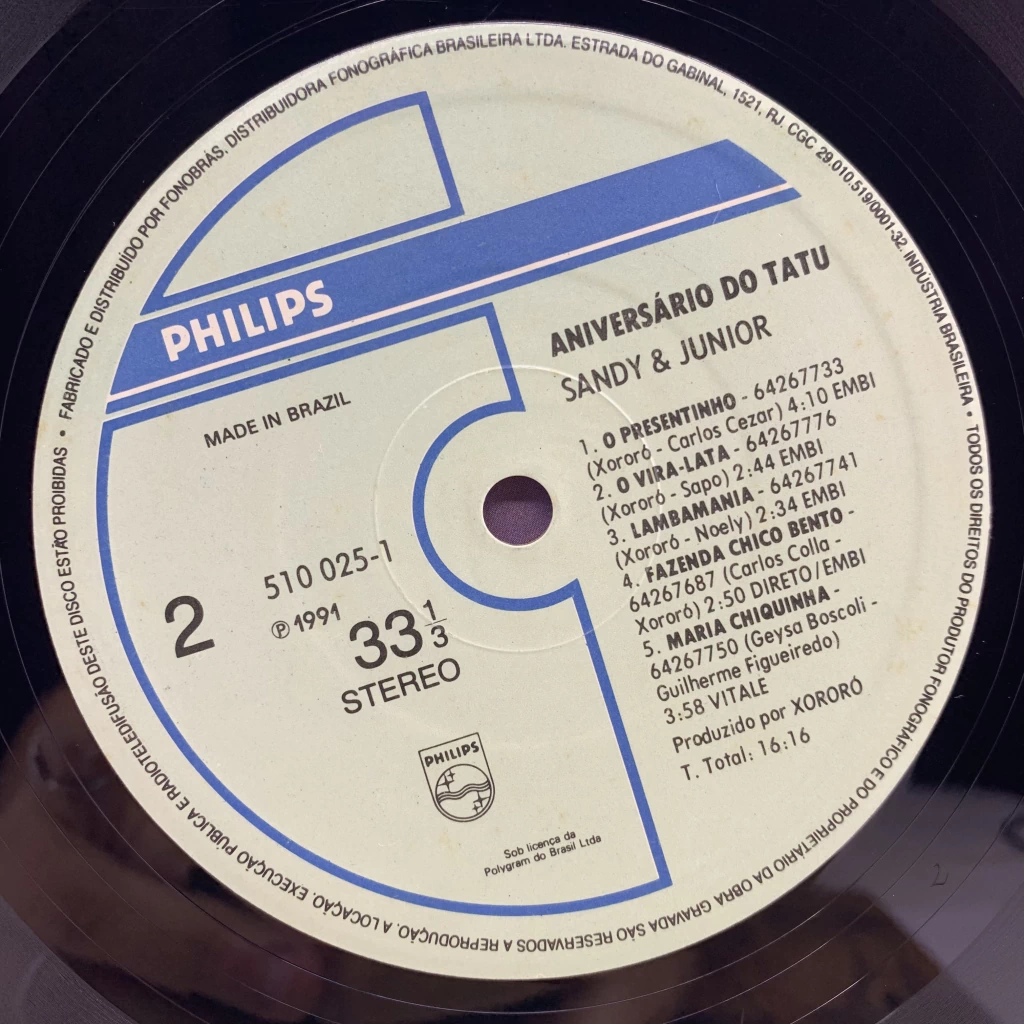 FABRICADO E DISTRIBUÍDO POR FONOBRÁS. DISTRIBUIDORA FONOGRÁFICA BRASILEIRA LTDA. ESTRADA DO GABINAL, 1521, RJ. CGC 29.010.519/0001-32. INDÚSTRIA BRASILEIRA • TODOS OS DIREITOS DO PRODUTOR FONOGRÁFICO E DO PROPRIETÁRIO DA OBRA GRAVADA SÃO RESERVADOS A REPRODUÇÃO. A LOCAÇÃO. EXECUÇÃO PUBLICA E RADIOTELEDIFUSÃO DESTE DISCO ESTÃO PROIBIDAS •
PHILIPS
MADE IN BRAZIL
ANIVERSÁRIO DO TATU
SANDY & JUNIOR
1. O PRESENTINHO - 64267733
(Xororó - Carlos Cezar) 4:10 EMBI
2. O VIRA-LATA - 64267776
(Xororó - Sapo) 2:44 EMBI
3. LAMBAMANIA - 64267741
(Xororó - Noely) 2:34 EMBI
4. FAZENDA CHICO BENTO -
64267687 (Carlos Colla -
Xororó) 2:50 DIRETO/EMBI
5. MARIA CHIQUINHA -
64267750 (Geysa Boscoli -
Guilherme Figueiredo)
3:58 VITALE
Produzido por XORORÓ
T. Total: 16:16
2
510 025-1
℗ 1991
33 1/3
STEREO
PHILIPS
Sob licença da
Polygram do Brasil Ltda